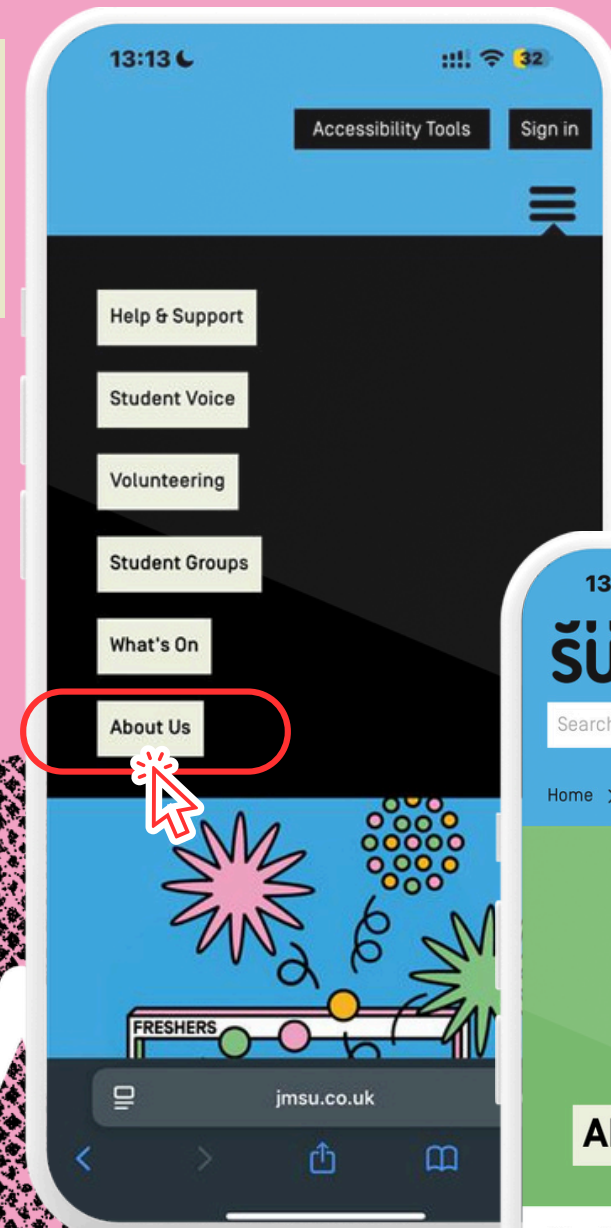 13:13
32
Accessibility Tools
Sign in
Help & Support
Student Voice
Volunteering
Student Groups
What's On
About Us
FRESHERS
jmsu.co.uk
13
SU
Search
Home